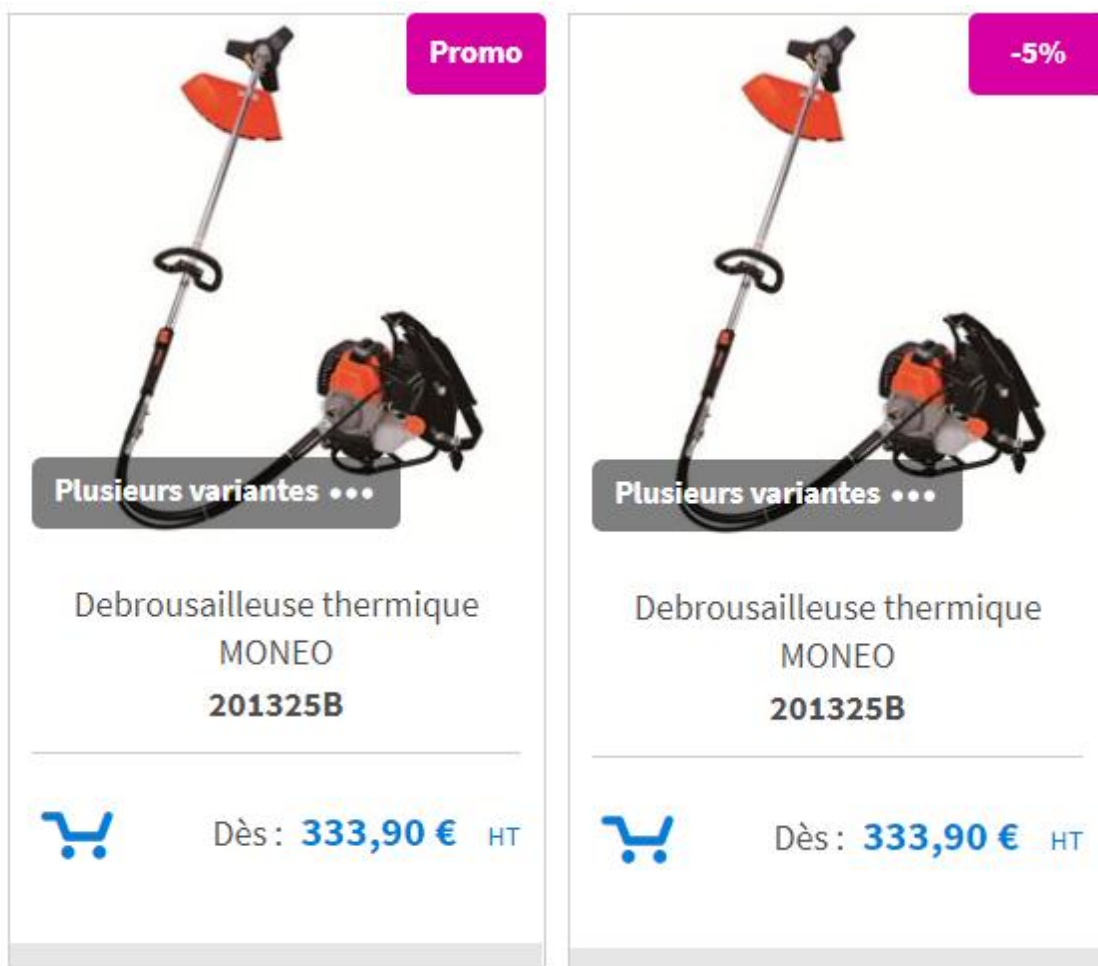 Promo
Plusieurs variantes •••
Debrousailleuse thermique
MONEO
201325B
Dès : 333,90 € HT
-5%
Plusieurs variantes •••
Debrousailleuse thermique
MONEO
201325B
Dès : 333,90 € HT